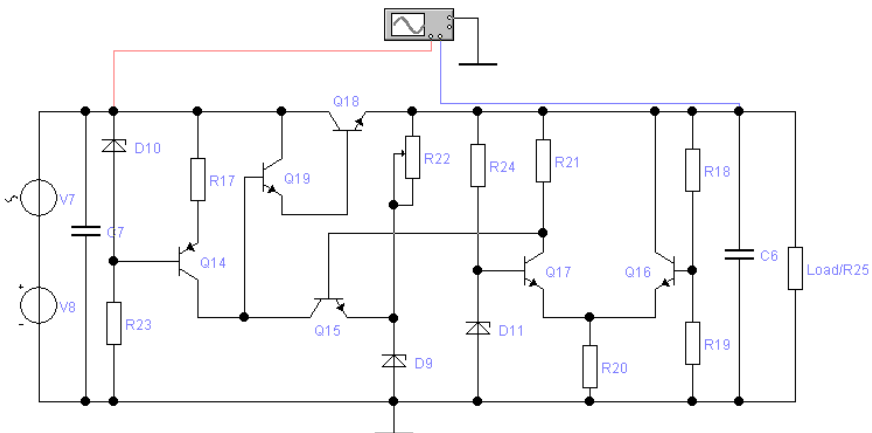 Q18
D10
R22
R24
R21
R18
R17
Q19
V7
C7
Q14
Q17
Q16
C6
Load/R25
+
V8
-
R23
Q15
D11
R19
D9
R20